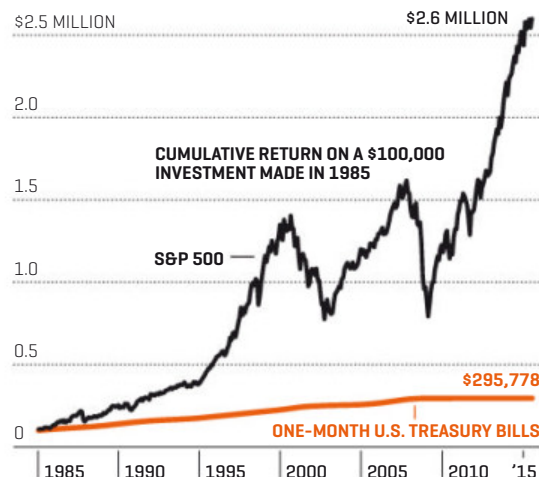 $2.5 MILLION
$2.6 MILLION
2.0
CUMULATIVE RETURN ON A $100,000
INVESTMENT MADE IN 1985
1.5
S&P 500
1.0
0.5
$295,778
0
ONE-MONTH U.S. TREASURY BILLS
1985 1990 1995 2000 2005 2010 '15